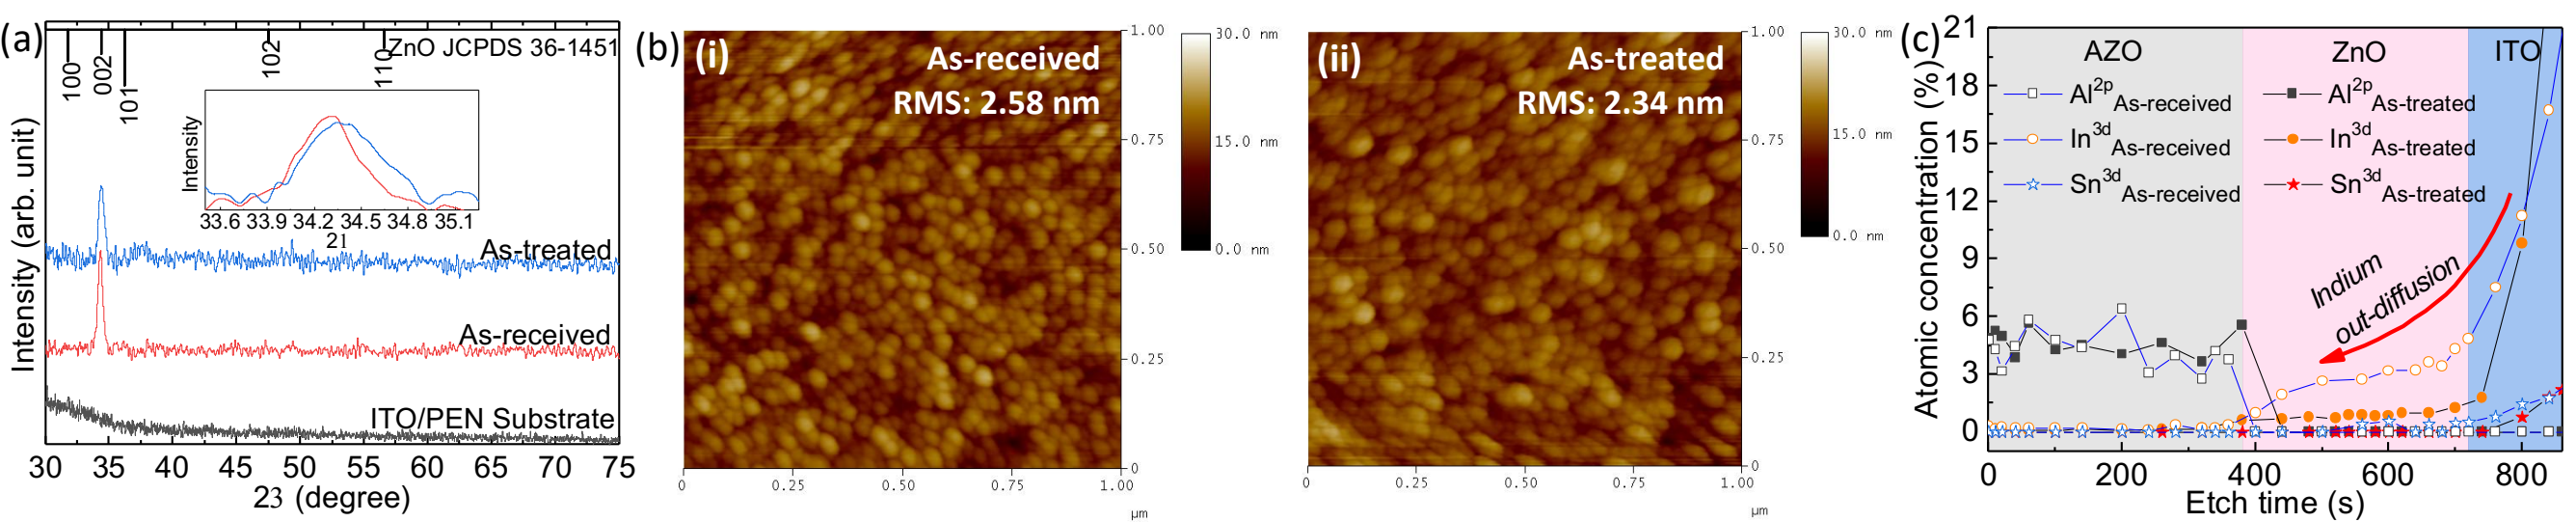 (a)
ZnO JCPDS 36-1451
100
002
101
102
110
Intensity
33.6 33.9 34.2 34.5 34.8 35.1
21
As-treated
As-received
ITO/PEN Substrate
Intensity (arb. unit)
30 35 40 45 50 55 60 65 70 75
23 (degree)
(b)
(i)
As-received
RMS: 2.58 nm
30.0 nm
15.0 nm
0.0 nm
1.00
0.75
0.50
0.25
0
0 0.25 0.50 0.75 1.00
µm
(ii)
As-treated
RMS: 2.34 nm
30.0 nm
15.0 nm
0.0 nm
1.00
0.75
0.50
0.25
0
0 0.25 0.50 0.75 1.00
µm
(c)
Atomic concentration (%)
21
18
15
12
9
6
3
0
AZO ZnO ITO
Al2p As-received Al2p As-treated
In3d As-received In3d As-treated
Sn3d As-received Sn3d As-treated
Indium
out-diffusion
0 200 400 600 800
Etch time (s)